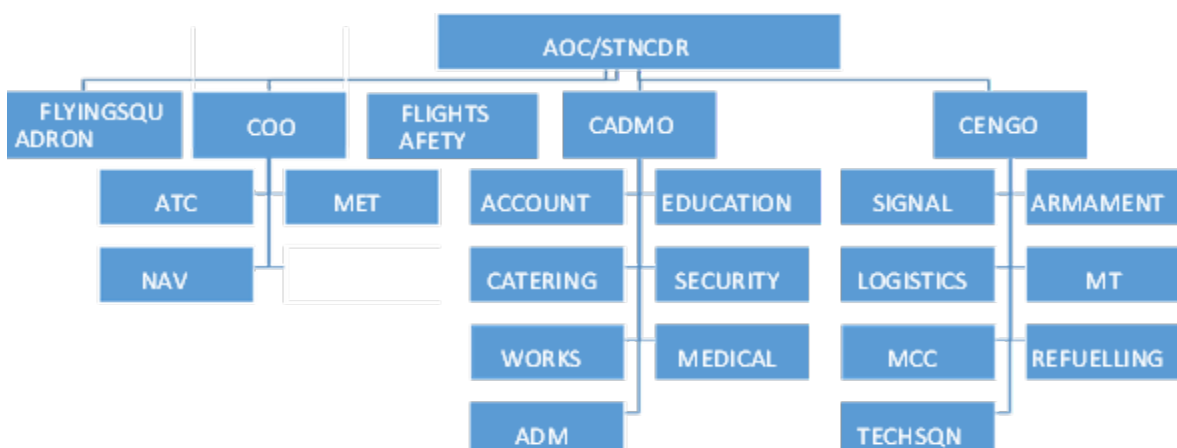 AOC/STNCDR
FLYINGSQU
ADRON
COO
FLIGHTS
AFETY
CADMO
CENGO
ATC
MET
ACCOUNT
EDUCATION
SIGNAL
ARMAMENT
NAV
CATERING
SECURITY
LOGISTICS
MT
WORKS
MEDICAL
MCC
REFUELLING
ADM
TECHSQN